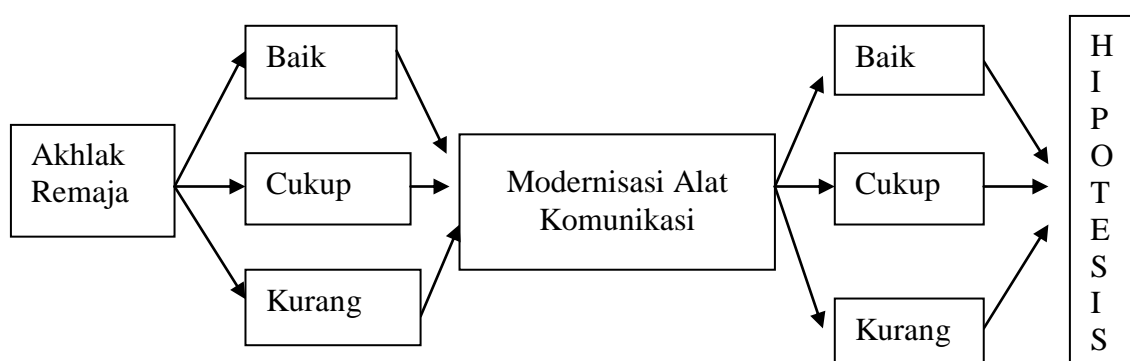 Akhlak
Remaja
Baik
Cukup
Kurang
Modernisasi Alat
Komunikasi
Baik
Cukup
Kurang
H
I
P
O
T
E
S
I
S